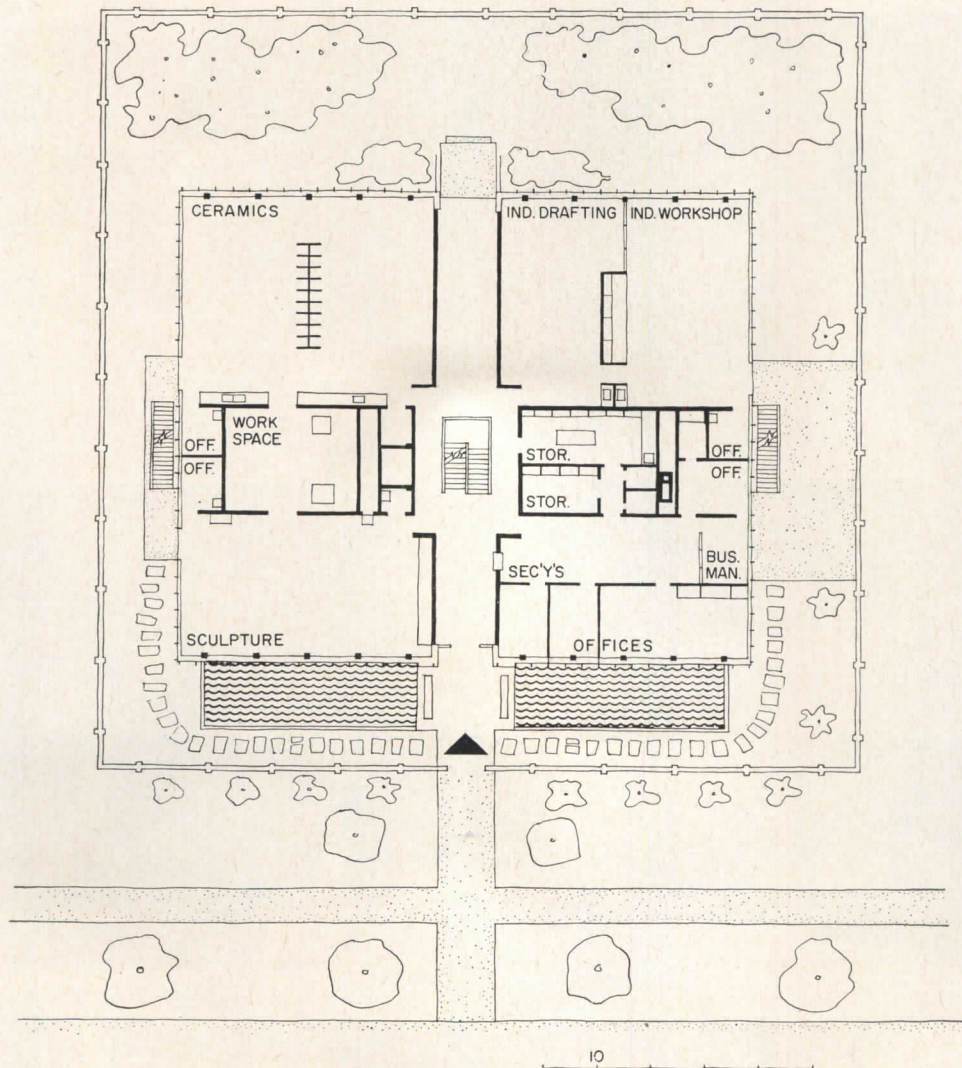 CERAMICS
IND. DRAFTING
IND. WORKSHOP
WORK
SPACE
OFF.
OFF.
STOR.
STOR.
OFF.
OFF.
SEC'Y'S
BUS.
MAN.
SCULPTURE
OFFICES
10